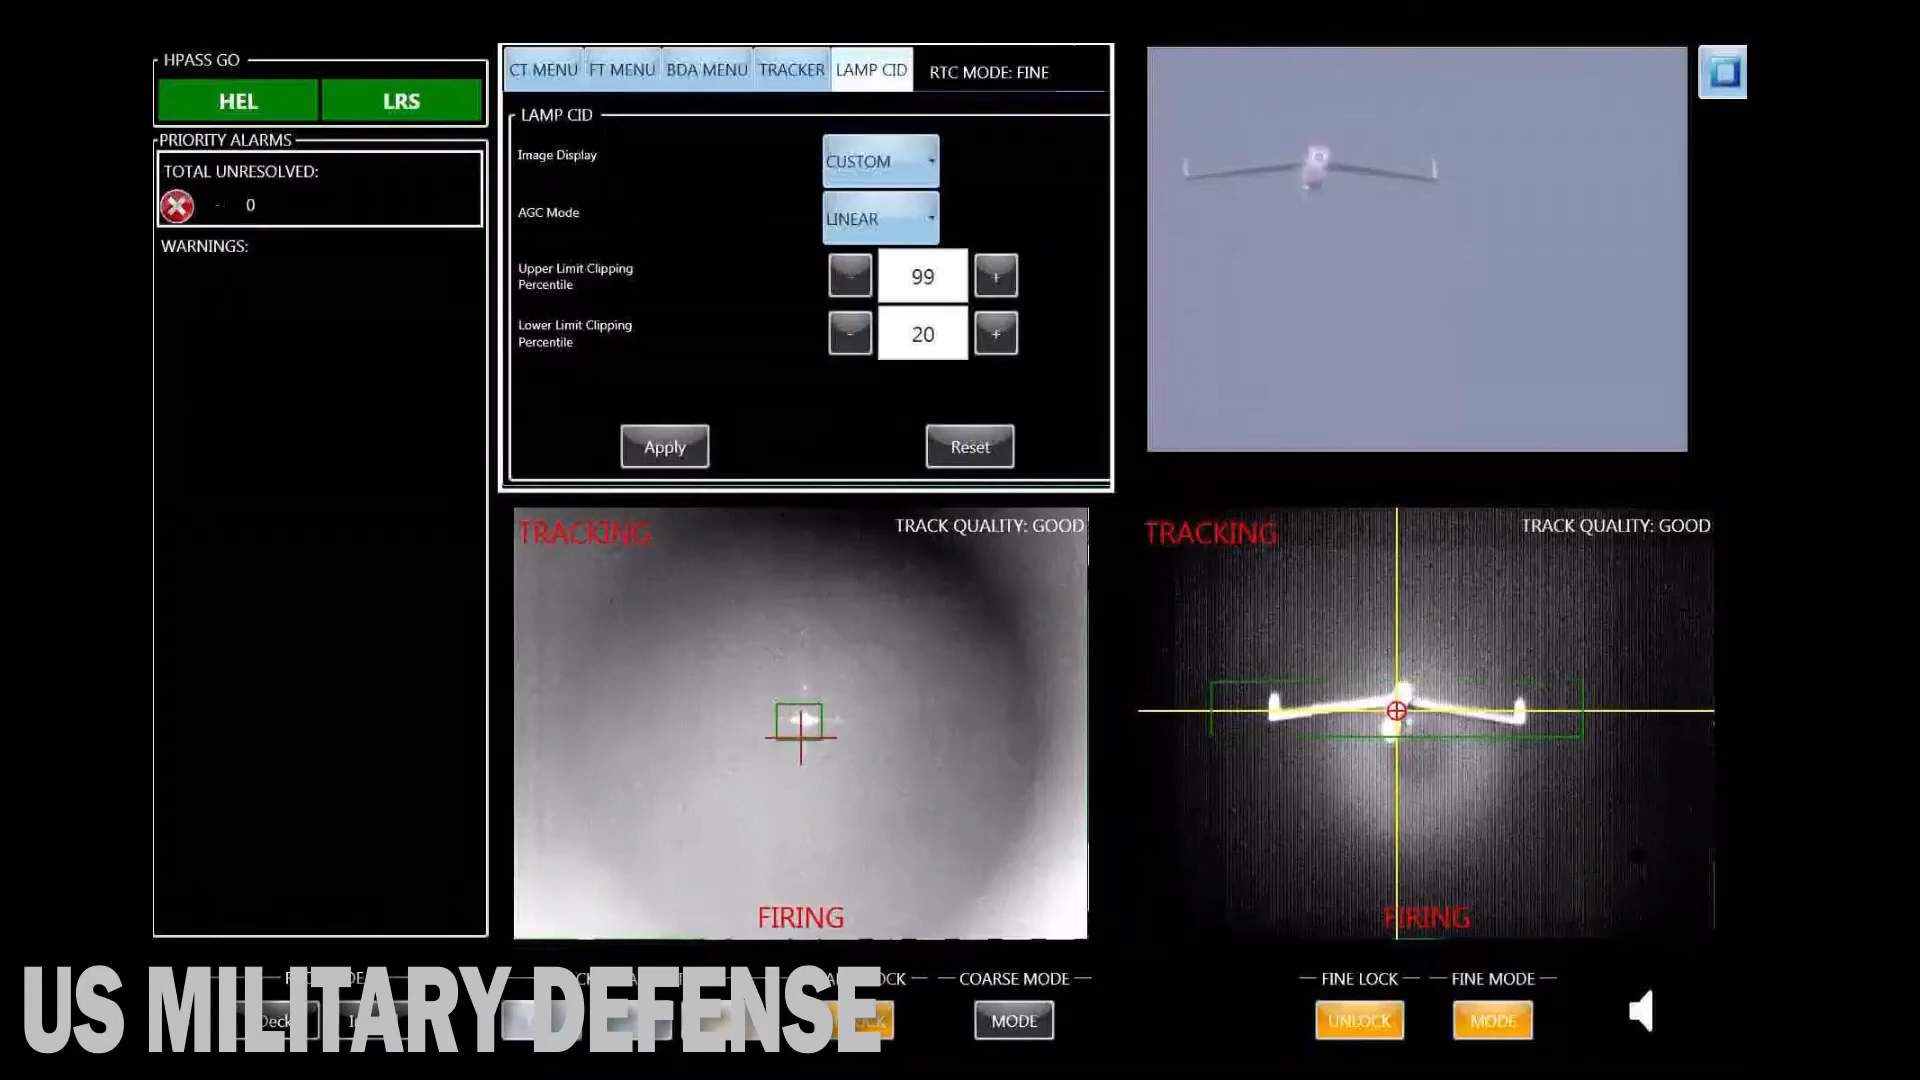 HPASS GO
HEL
LRS
PRIORITY ALARMS
TOTAL UNRESOLVED:
- 0
WARNINGS:
CT MENU
FT MENU
BDA MENU
TRACKER
LAMP CID
RTC MODE: FINE
LAMP CID
Image Display
CUSTOM
AGC Mode
LINEAR
Upper Limit Clipping
Percentile
-
99
+
Lower Limit Clipping
Percentile
-
20
+
Apply
Reset
TRACKING
TRACK QUALITY: GOOD
FIRING
TRACKING
TRACK QUALITY: GOOD
FIRING
COARSE MODE
MODE
FINE LOCK
UNLOCK
FINE MODE
MODE
US MILITARY DEFENSE